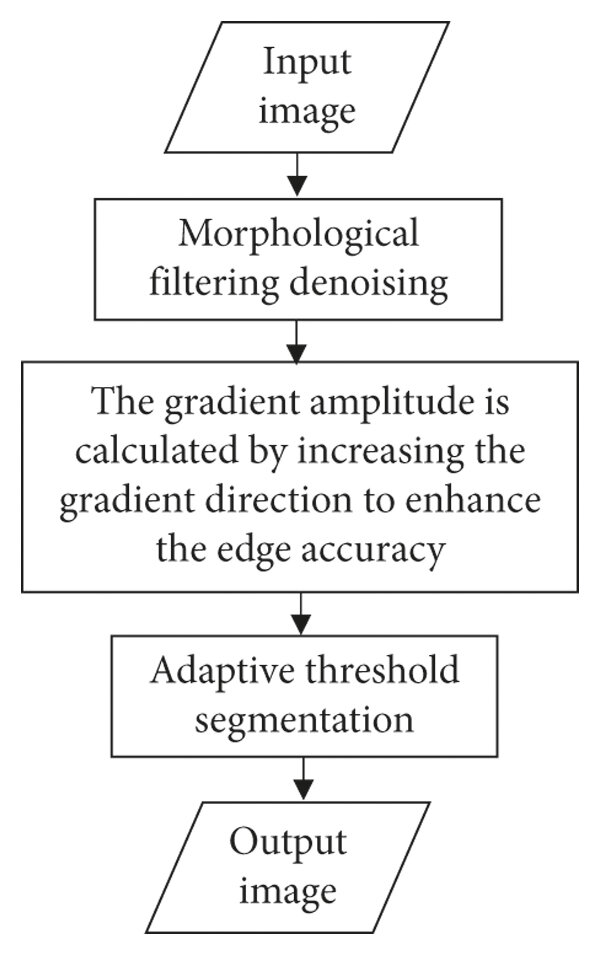 Input
image
Morphological
filtering denoising
The gradient amplitude is
calculated by increasing the
gradient direction to enhance
the edge accuracy
Adaptive threshold
segmentation
Output
image